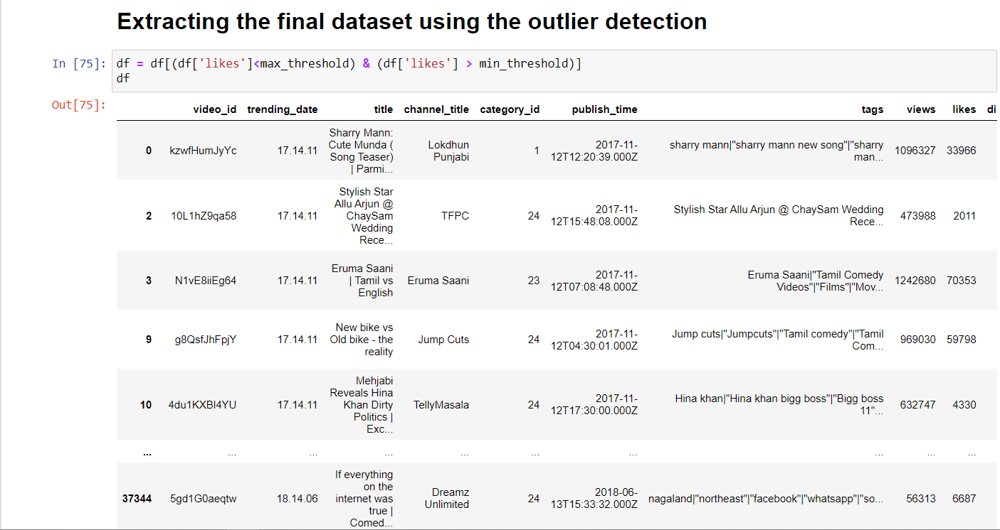 Extracting the final dataset using the outlier detection
In [75]: df = df[(df['likes']<max_threshold) & (df['likes'] > min_threshold)]
df
Out[75]:
video_id trending_date title channel_title category_id publish_time tags views likes di
0 kzwfHumJyYc 17.14.11 Sharry Mann: Cute Munda ( Song Teaser) | Parmi... Lokdhun Punjabi 1 2017-11-12T12:20:39.000Z sharry mann|"sharry mann new song"|"sharry man... 1096327 33966
2 10L1hZ9qa58 17.14.11 Stylish Star Allu Arjun @ ChaySam Wedding Rece... TFPC 24 2017-11-12T15:48:08.000Z Stylish Star Allu Arjun @ ChaySam Wedding Rece... 473988 2011
3 N1vE8iiEg64 17.14.11 Eruma Saani | Tamil vs English Eruma Saani 23 2017-11-12T07:08:48.000Z Eruma Saani|"Tamil Comedy Videos"|"Films"|"Mov... 1242680 70353
9 g8QsfJhFpjY 17.14.11 New bike vs Old bike - the reality Jump Cuts 24 2017-11-12T04:30:01.000Z Jump cuts|"Jumpcuts"|"Tamil comedy"|"Tamil Com... 969030 59798
10 4du1KXBl4YU 17.14.11 Mehjabi Reveals Hina Khan Dirty Politics | Exc... TellyMasala 24 2017-11-12T17:30:00.000Z Hina khan|"Hina khan bigg boss"|"Bigg boss 11"... 632747 4330
... ... ... ... ... ... ... ... ... ...
37344 5gd1G0aeqtw 18.14.06 If everything on the internet was true | Comed... Dreamz Unlimited 24 2018-06-13T15:33:32.000Z nagaland|"northeast"|"facebook"|"whatsapp"|"so... 56313 6687